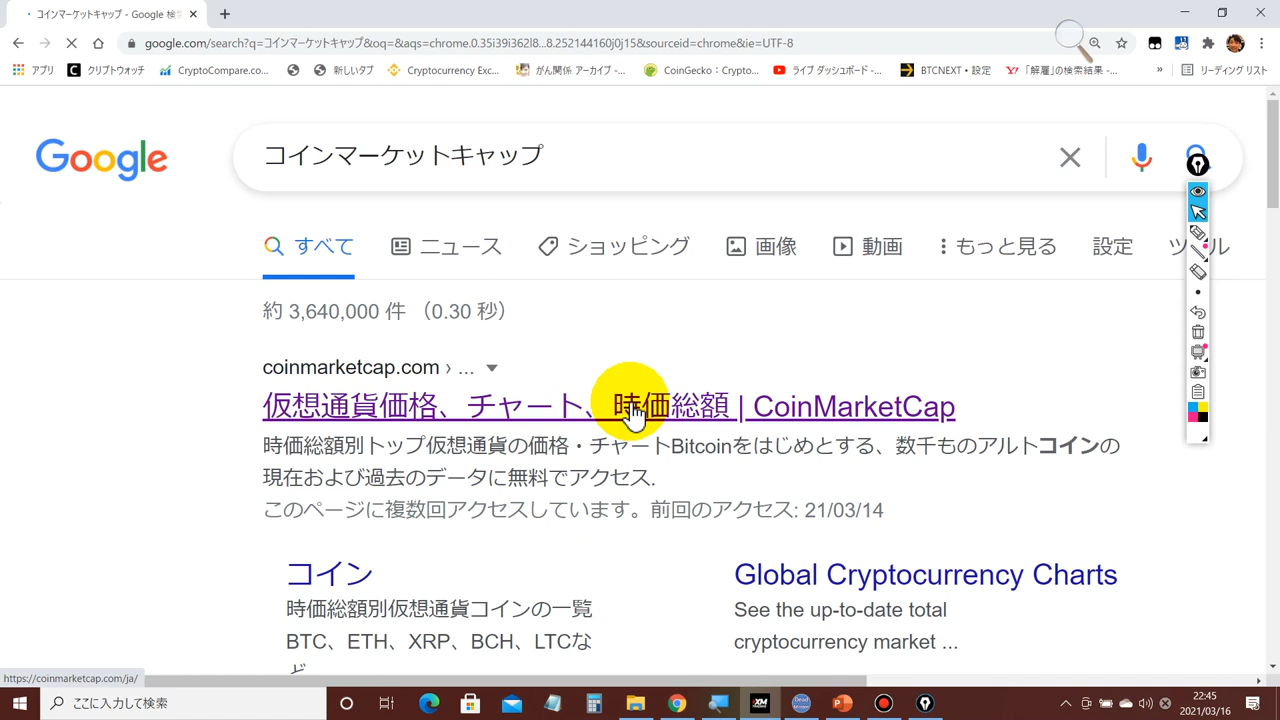 コインマーケットキャップ - Google 検索
google.com/search?q=コインマーケットキャップ&oq=&aqs=chrome.0.35i39i362l8...8.252144160j0j15&sourceid=chrome&ie=UTF-8
アプリ クリプトウォッチ CryptoCompare.co... 新しいタブ Cryptocurrency Exc... がん関係 アーカイブ -... CoinGecko：Crypto... ライブ ダッシュボード -... BTCNEXT・設定 「解雇」の検索結果 -... » リーディング リスト
Google コインマーケットキャップ
すべて ニュース ショッピング 画像 動画 もっと見る 設定 ツール
約 3,640,000 件 （0.30 秒）
coinmarketcap.com › ...
仮想通貨価格、チャート、時価総額 | CoinMarketCap
時価総額別トップ仮想通貨の価格・チャートBitcoinをはじめとする、数千ものアルトコインの
現在および過去のデータに無料でアクセス.
このページに複数回アクセスしています。前回のアクセス: 21/03/14
コイン
時価総額別仮想通貨コインの一覧
BTC、ETH、XRP、BCH、LTCな
ど
Global Cryptocurrency Charts
See the up-to-date total
cryptocurrency market ...
https://coinmarketcap.com/ja/
ここに入力して検索
XM
22:45
2021/03/16